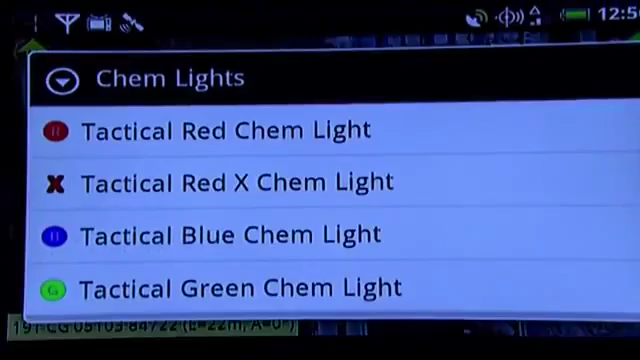 12:5
Chem Lights
Tactical Red Chem Light
X Tactical Red X Chem Light
Tactical Blue Chem Light
G Tactical Green Chem Light